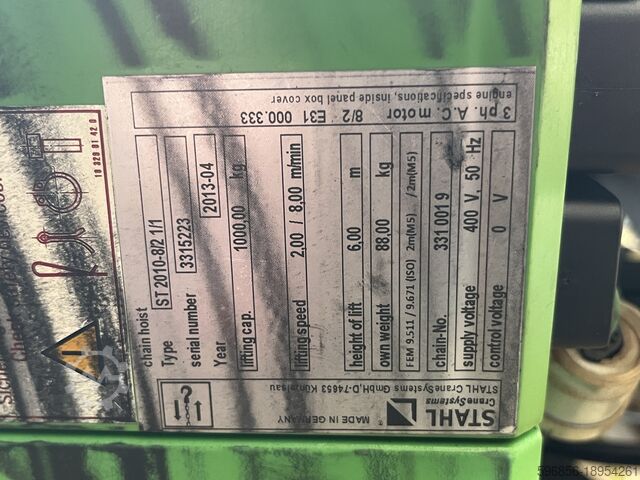 chain hoist
Type ST 2010-8/2 1/1
serial number 3315223
Year 2013-04
lifting cap. 1000,00 kg
lifting speed 2,00 / 8,00 m/min
height of lift 6.00 m
own weight 88,00 kg
FEM 9.511 / 9.671 (ISO) 2m(M5) / 2m(M5)
chain-No. 331 001 9
supply voltage 400 V, 50 Hz
control voltage 0 V
3 ph. A.C. motor 8/2 E31 000.333
engine specifications, inside panel box cover
MADE IN GERMANY
STAHL
CraneSystems
STAHL CraneSystems GmbH, D-74653 Künzelsau
?
18 329 01 42 0
596856-18954261